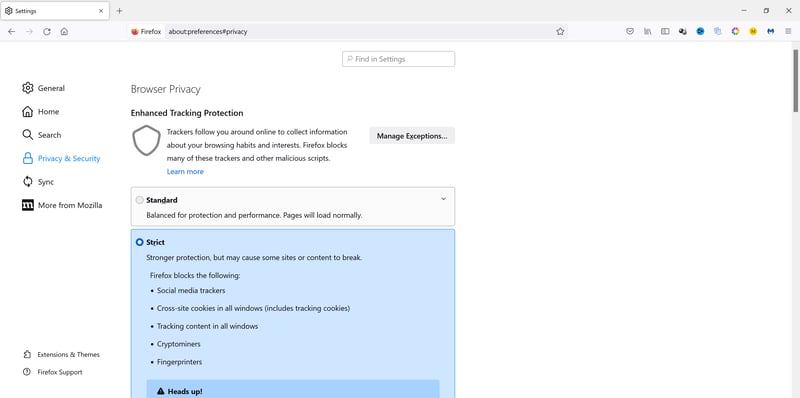 Settings
Firefox
about:preferences#privacy
Find in Settings
General
Home
Search
Privacy & Security
Sync
More from Mozilla
Extensions & Themes
Firefox Support
Browser Privacy
Enhanced Tracking Protection
Trackers follow you around online to collect information
about your browsing habits and interests. Firefox blocks
many of these trackers and other malicious scripts.
Learn more
Manage Exceptions...
Standard
Balanced for protection and performance. Pages will load normally.
Strict
Stronger protection, but may cause some sites or content to break.
Firefox blocks the following:
• Social media trackers
• Cross-site cookies in all windows (includes tracking cookies)
• Tracking content in all windows
• Cryptominers
• Fingerprinters
Heads up!